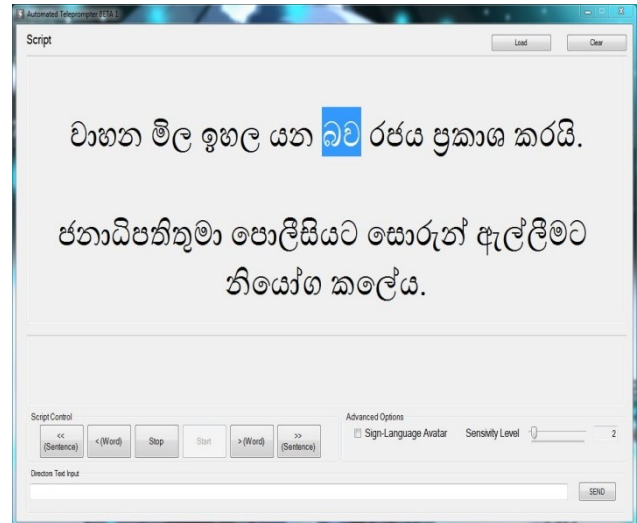 Automated Teleprompter BETA 1
Script
Load
Clear
වාහන මිල ඉහල යන බව රජය ප්‍රකාශ කරයි.
ජනාධිපතිතුමා පොලීසියට සොරුන් ඇල්ලීමට
නියෝග කලේය.
Script Control
Advanced Options
<< (Sentence)
< (Word)
Stop
Start
> (Word)
>> (Sentence)
Sign-Language Avatar
Sensivity Level
2
Directors Text Input
SEND